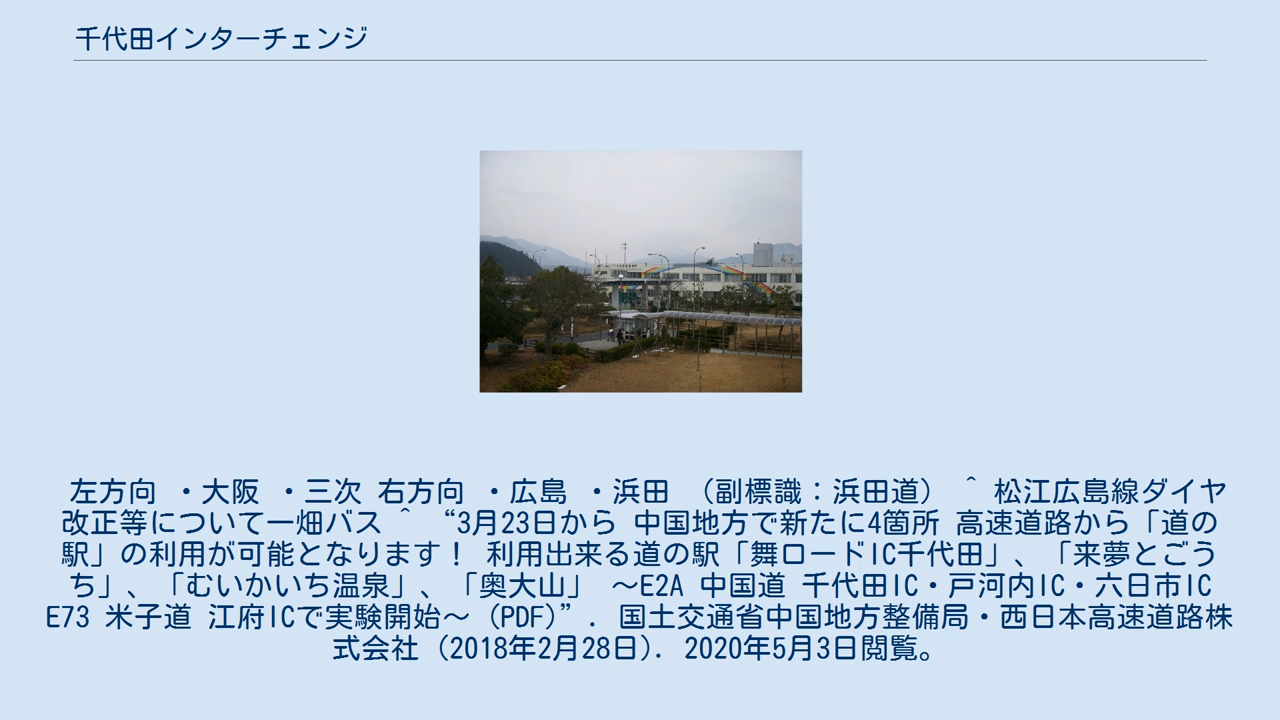 千代田インターチェンジ
左方向 ・大阪 ・三次 右方向 ・広島 ・浜田 （副標識：浜田道） ^ 松江広島線ダイヤ
改正等について一畑バス ^ “3月23日から 中国地方で新たに4箇所 高速道路から「道の
駅」の利用が可能となります！ 利用出来る道の駅「舞ロードIC千代田」、「来夢とごう
ち」、「むいかいち温泉」、「奥大山」 ～E2A 中国道 千代田IC・戸河内IC・六日市IC
E73 米子道 江府ICで実験開始～ (PDF)”. 国土交通省中国地方整備局・西日本高速道路株
式会社 (2018年2月28日). 2020年5月3日閲覧。